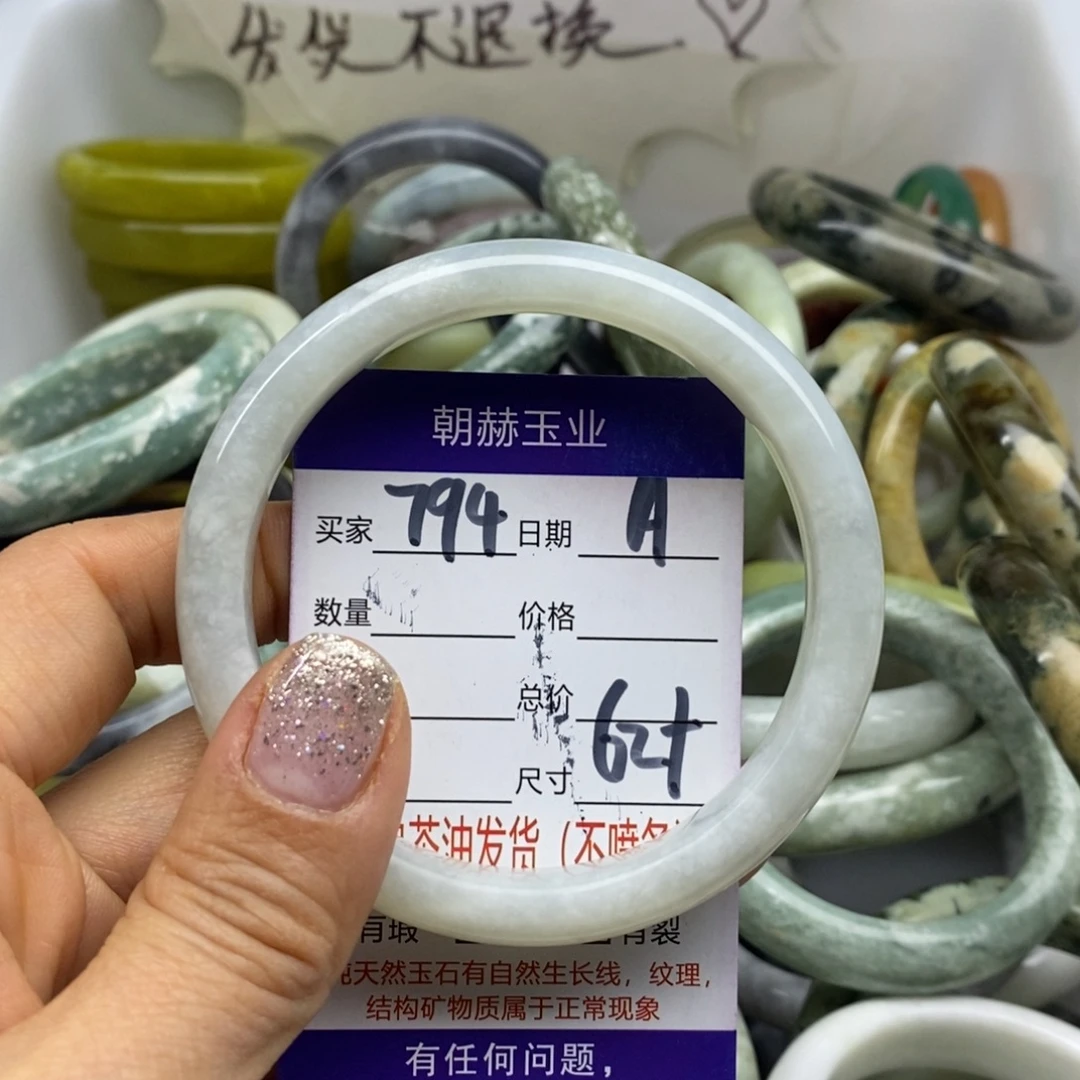 发货不退换
朝赫玉业
买家 794 日期 A
数量 价格
总价
尺寸 62+
茶油发货（不喷
有瑕 有裂
天然玉石有自然生长线，纹理，
结构矿物质属于正常现象
有任何问题，